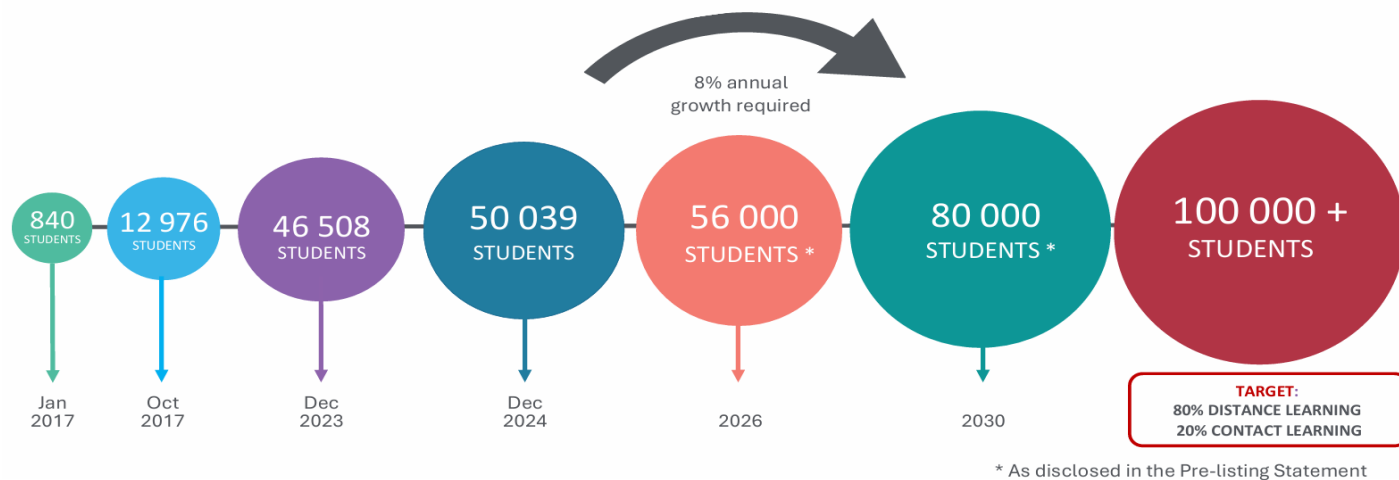 8% annual
growth required
840
STUDENTS
12 976
STUDENTS
46 508
STUDENTS
50 039
STUDENTS
56 000
STUDENTS *
80 000
STUDENTS *
100 000 +
STUDENTS
Jan
2017
Oct
2017
Dec
2023
Dec
2024
2026
2030
TARGET:
80% DISTANCE LEARNING
20% CONTACT LEARNING
* As disclosed in the Pre-listing Statement